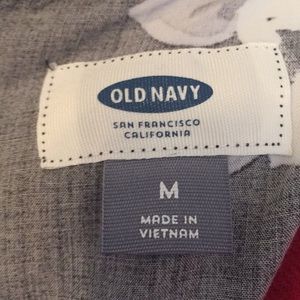 OLD NAVY
SAN FRANCISCO
CALIFORNIA
M
MADE IN
VIETNAM